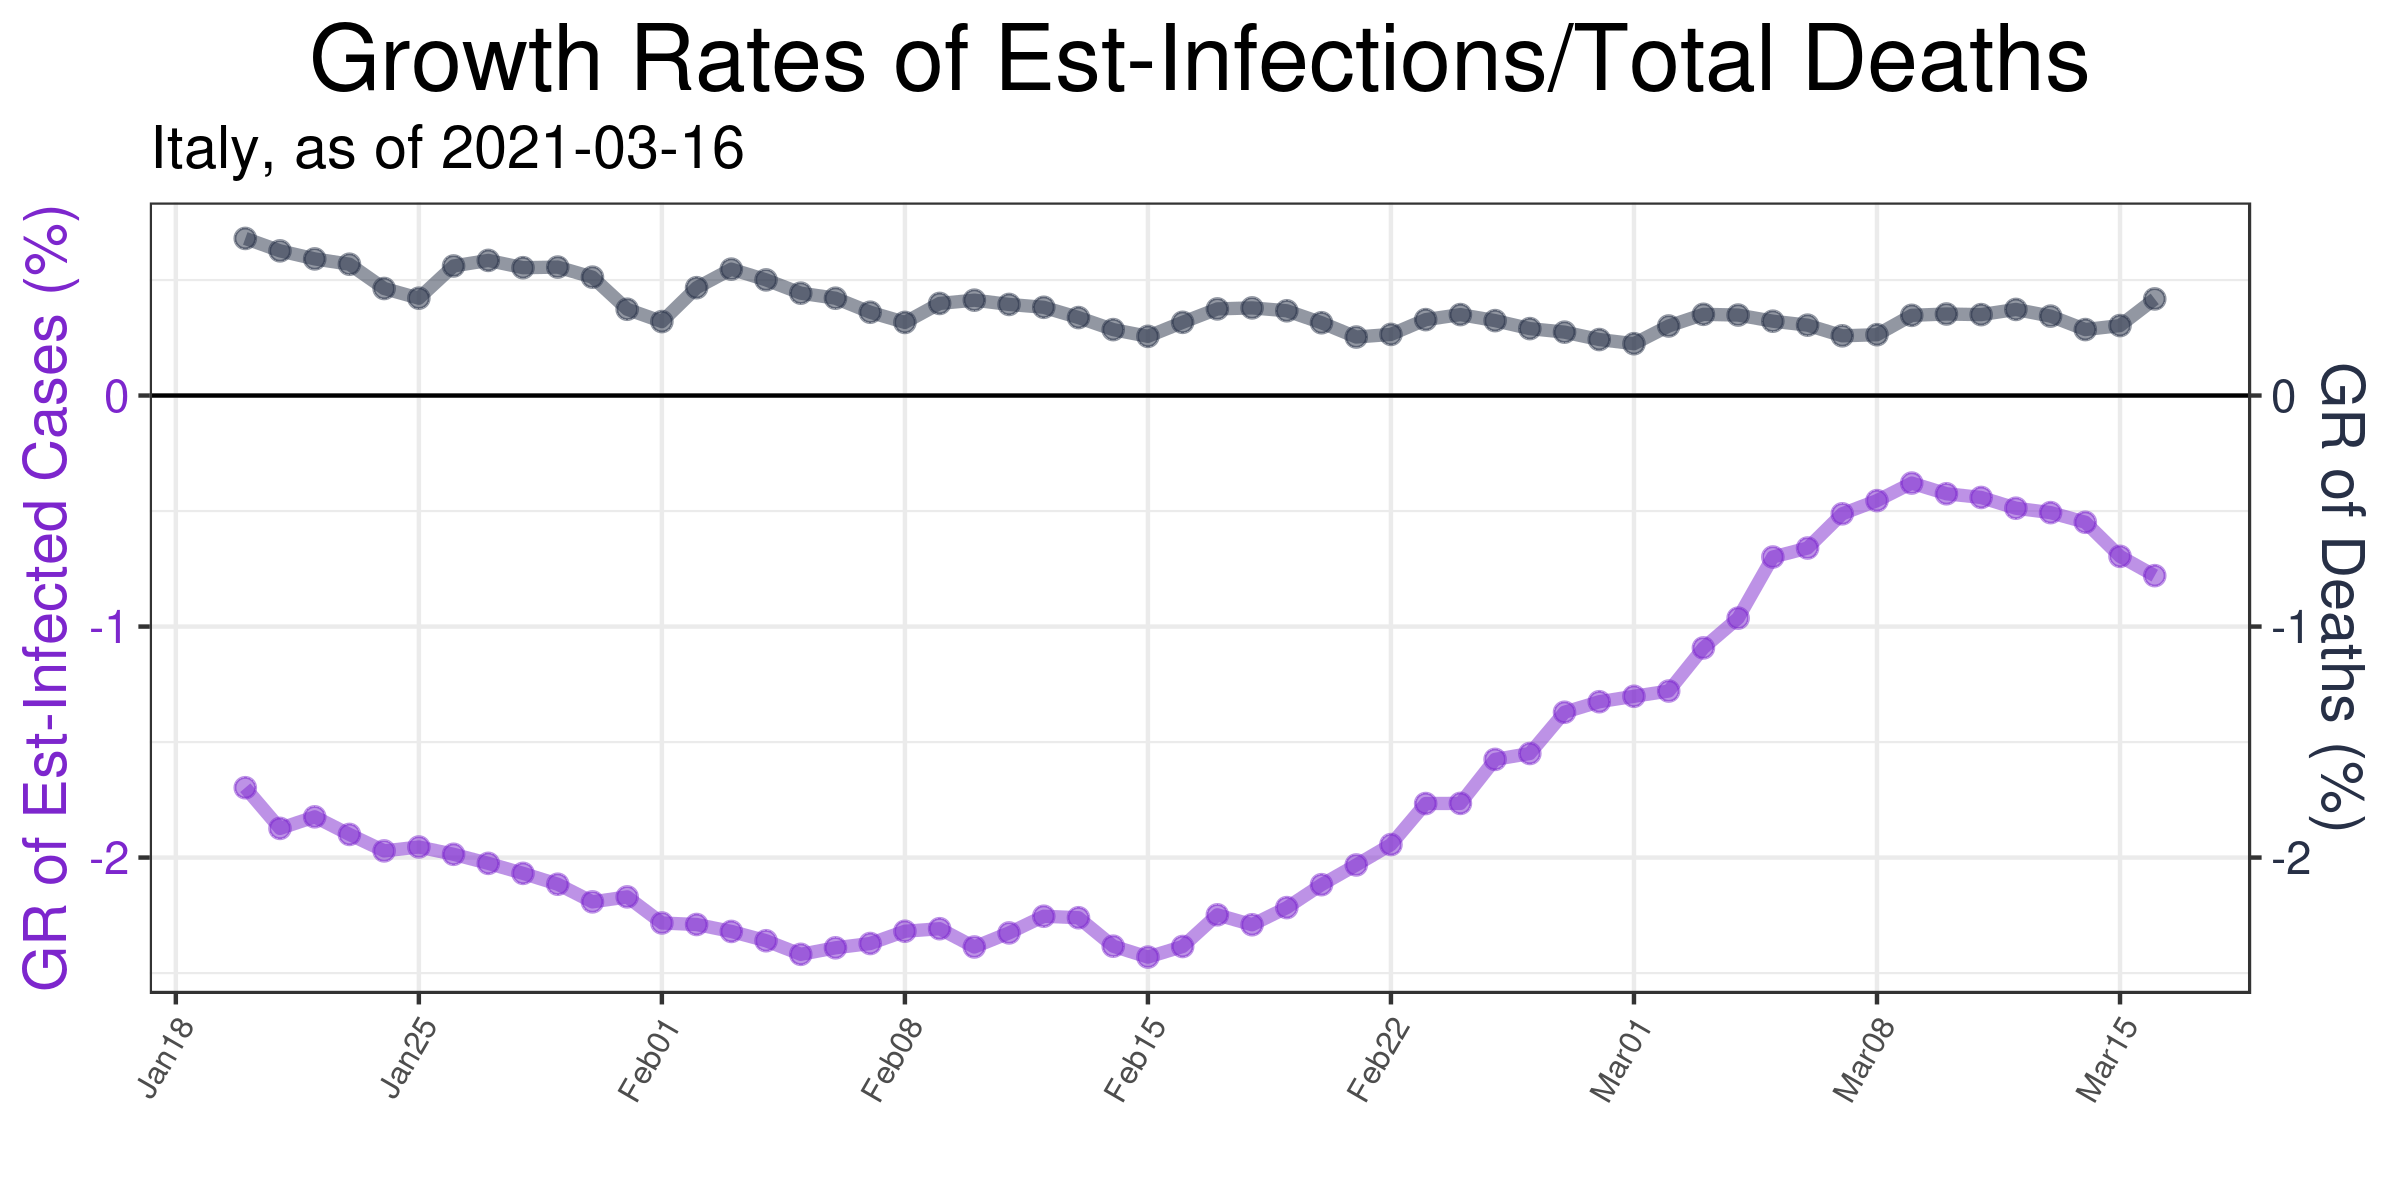 Growth Rates of Est-Infections/Total Deaths
Italy, as of 2021-03-16
GR of Est-Infected Cases (%)
0
-1
-2
0
-1
-2
GR of Deaths (%)
Jan18
Jan25
Feb01
Feb08
Feb15
Feb22
Mar01
Mar08
Mar15